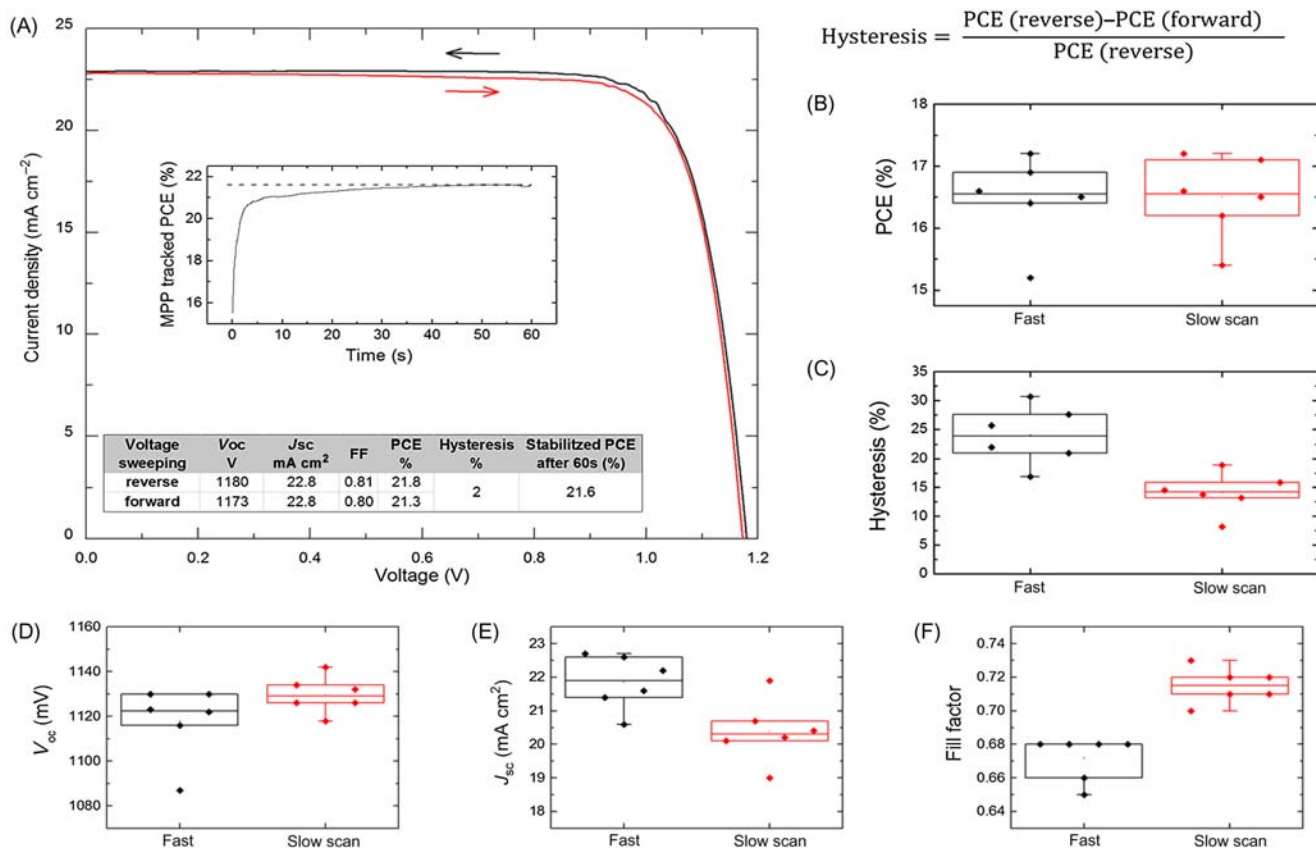 (A)
25
20
15
10
5
0
Current density (mA cm⁻²)
0.0 0.2 0.4 0.6 0.8 1.0 1.2
Voltage (V)
22
21
20
19
18
16
MPP tracked PCE (%)
0 10 20 30 40 50 60
Time (s)
Voltage sweeping Voc V Jsc mA cm² FF PCE % Hysteresis % Stabilitzed PCE after 60s (%)
reverse 1180 22.8 0.81 21.8 2 21.6
forward 1173 22.8 0.80 21.3
Hysteresis = PCE (reverse)–PCE (forward)
PCE (reverse)
(B)
18
17
16
15
PCE (%)
Fast Slow scan
(C)
35
30
25
20
15
10
5
0
Hysteresis (%)
Fast Slow scan
(D)
1160
1140
1120
1100
1080
Voc (mV)
Fast Slow scan
(E)
23
22
21
20
19
18
Jsc (mA cm²)
Fast Slow scan
(F)
0.74
0.72
0.70
0.68
0.66
0.64
Fill factor
Fast Slow scan